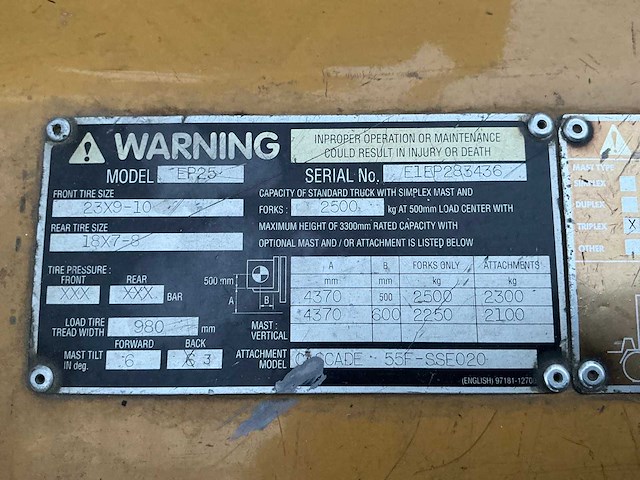 WARNING
INPROPER OPERATION OR MAINTENANCE
COULD RESULT IN INJURY OR DEATH
MODEL EP25 SERIAL No. E1EP283436
FRONT TIRE SIZE
23X9-10
REAR TIRE SIZE
18X7-8
CAPACITY OF STANDARD TRUCK WITH SIMPLEX MAST AND
FORKS : 2500 kg AT 500mm LOAD CENTER WITH
MAXIMUM HEIGHT OF 3300mm RATED CAPACITY WITH
OPTIONAL MAST AND / OR ATTACHMENT IS LISTED BELOW
TIRE PRESSURE :
FRONT REAR
XXX XXX BAR
LOAD TIRE
TREAD WIDTH 980 mm
FORWARD BACK
MAST TILT
in deg. 6 3
500 mm
A
B
MAST :
VERTICAL
A B FORKS ONLY ATTACHMENTS
mm mm kg kg
4370 500 2500 2300
4370 600 2250 2100
ATTACHMENT
MODEL CASCADE 55F-SSE020
(ENGLISH) 97181-1270
MAST TYPE
SIMPLEX
DUPLEX
TRIPLEX X
OTHER